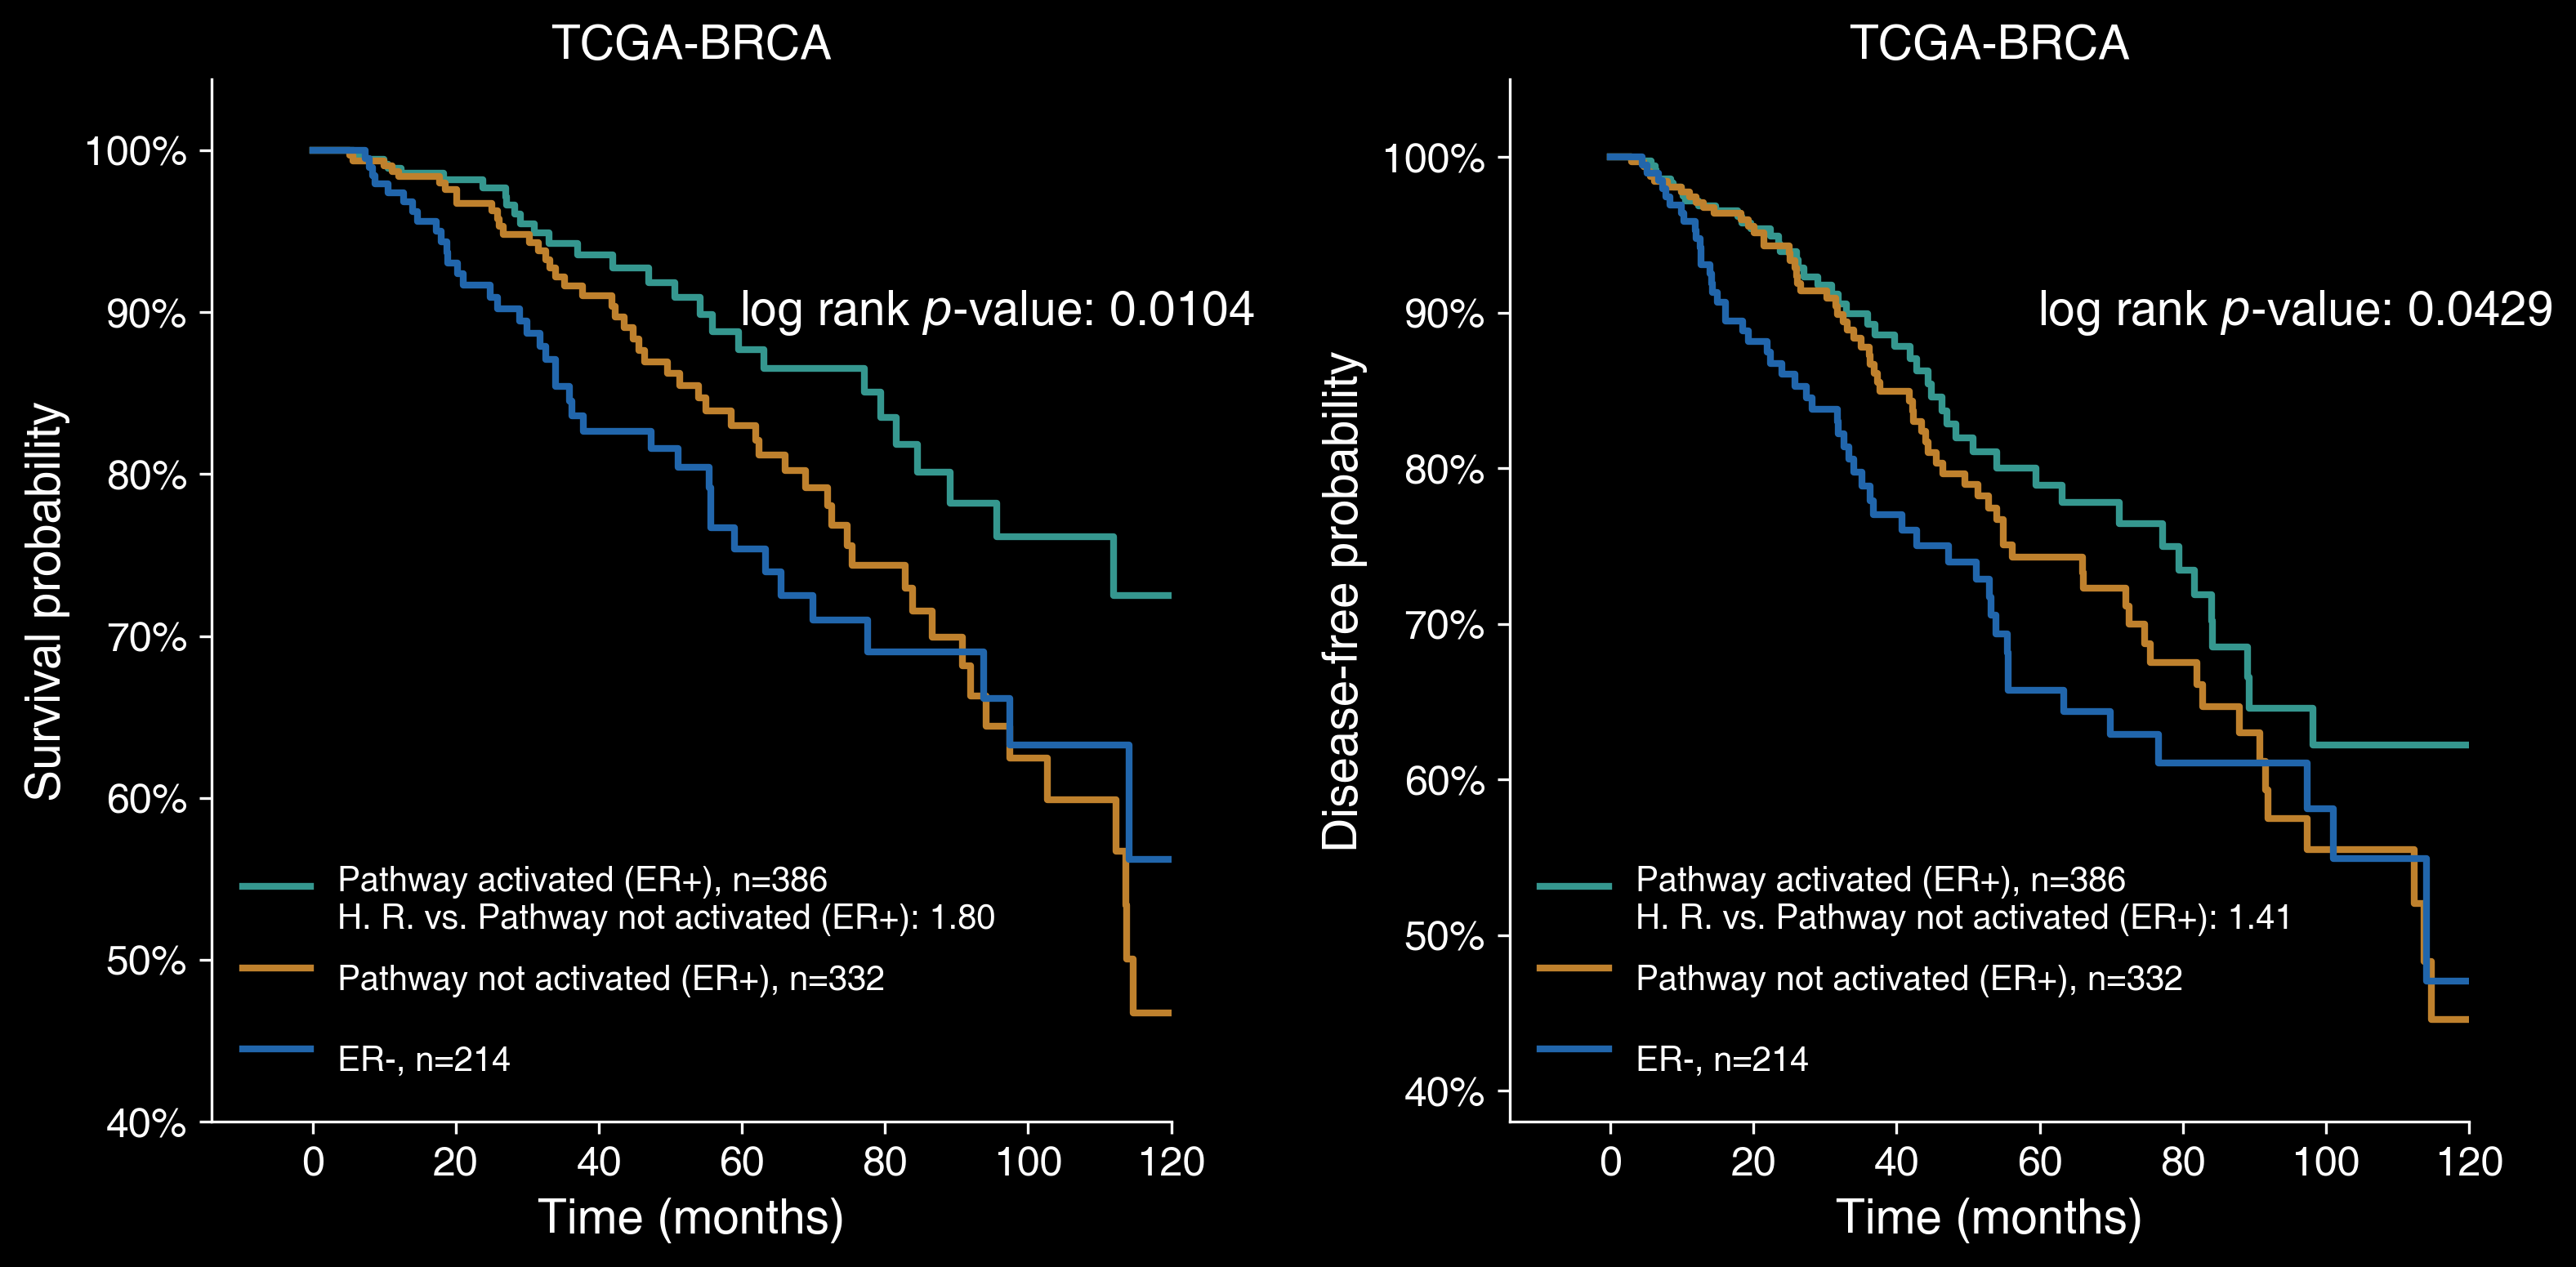 TCGA-BRCA
Survival probability
100%
90%
80%
70%
60%
50%
40%
log rank p-value: 0.0104
Pathway activated (ER+), n=386
H. R. vs. Pathway not activated (ER+): 1.80
Pathway not activated (ER+), n=332
ER-, n=214
0 20 40 60 80 100 120
Time (months)
TCGA-BRCA
Disease-free probability
100%
90%
80%
70%
60%
50%
40%
log rank p-value: 0.0429
Pathway activated (ER+), n=386
H. R. vs. Pathway not activated (ER+): 1.41
Pathway not activated (ER+), n=332
ER-, n=214
0 20 40 60 80 100 120
Time (months)